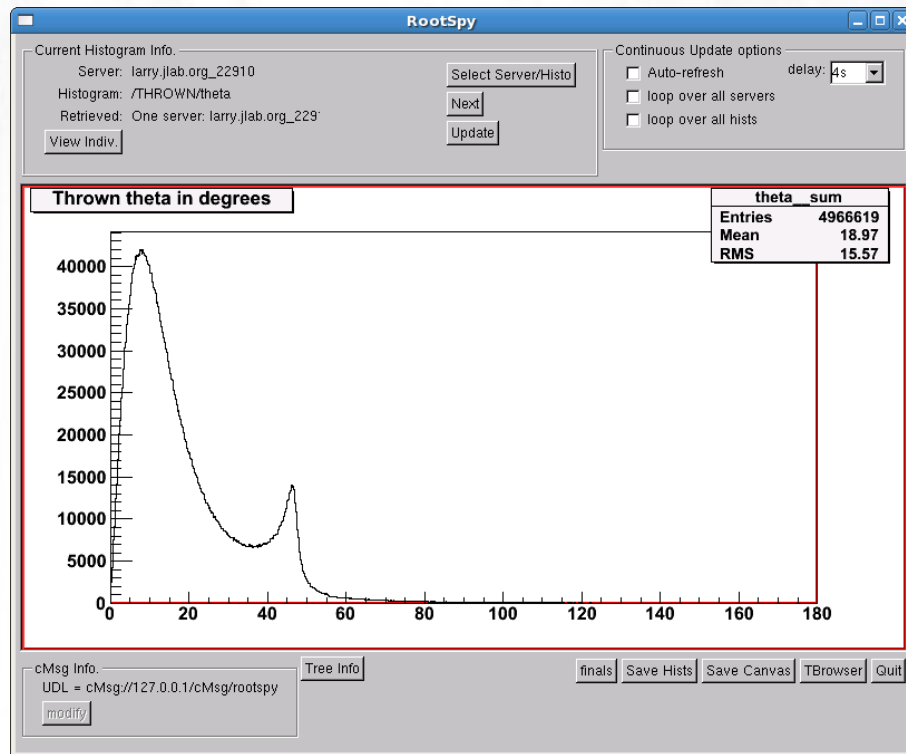 RootSpy
Current Histogram Info.
Server: larry.jlab.org_22910
Histogram: /THROWN/theta
Retrieved: One server: larry.jlab.org_229
View Indiv.
Select Server/Histo
Next
Update
Continuous Update options
Auto-refresh
delay: 4s
loop over all servers
loop over all hists
Thrown theta in degrees
theta__sum
Entries 4966619
Mean 18.97
RMS 15.57
40000
35000
30000
25000
20000
15000
10000
5000
0
0 20 40 60 80 100 120 140 160 180
cMsg Info.
UDL = cMsg://127.0.0.1/cMsg/rootspy
modify
Tree Info
finals
Save Hists
Save Canvas
TBrowser
Quit